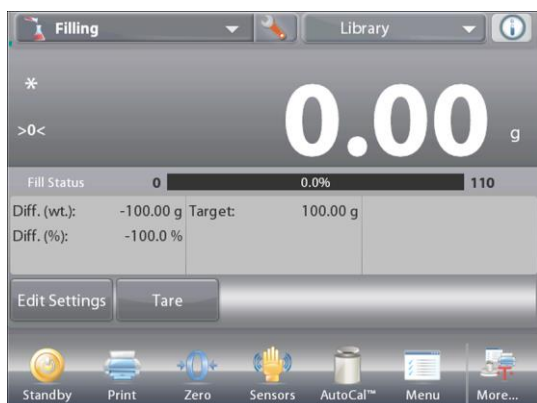 Filling
Library
*
>0<
0.00 g
Fill Status 0 0.0% 110
Diff. (wt.): -100.00 g Target: 100.00 g
Diff. (%): -100.0 %
Edit Settings Tare
Standby Print Zero Sensors AutoCal™ Menu More...